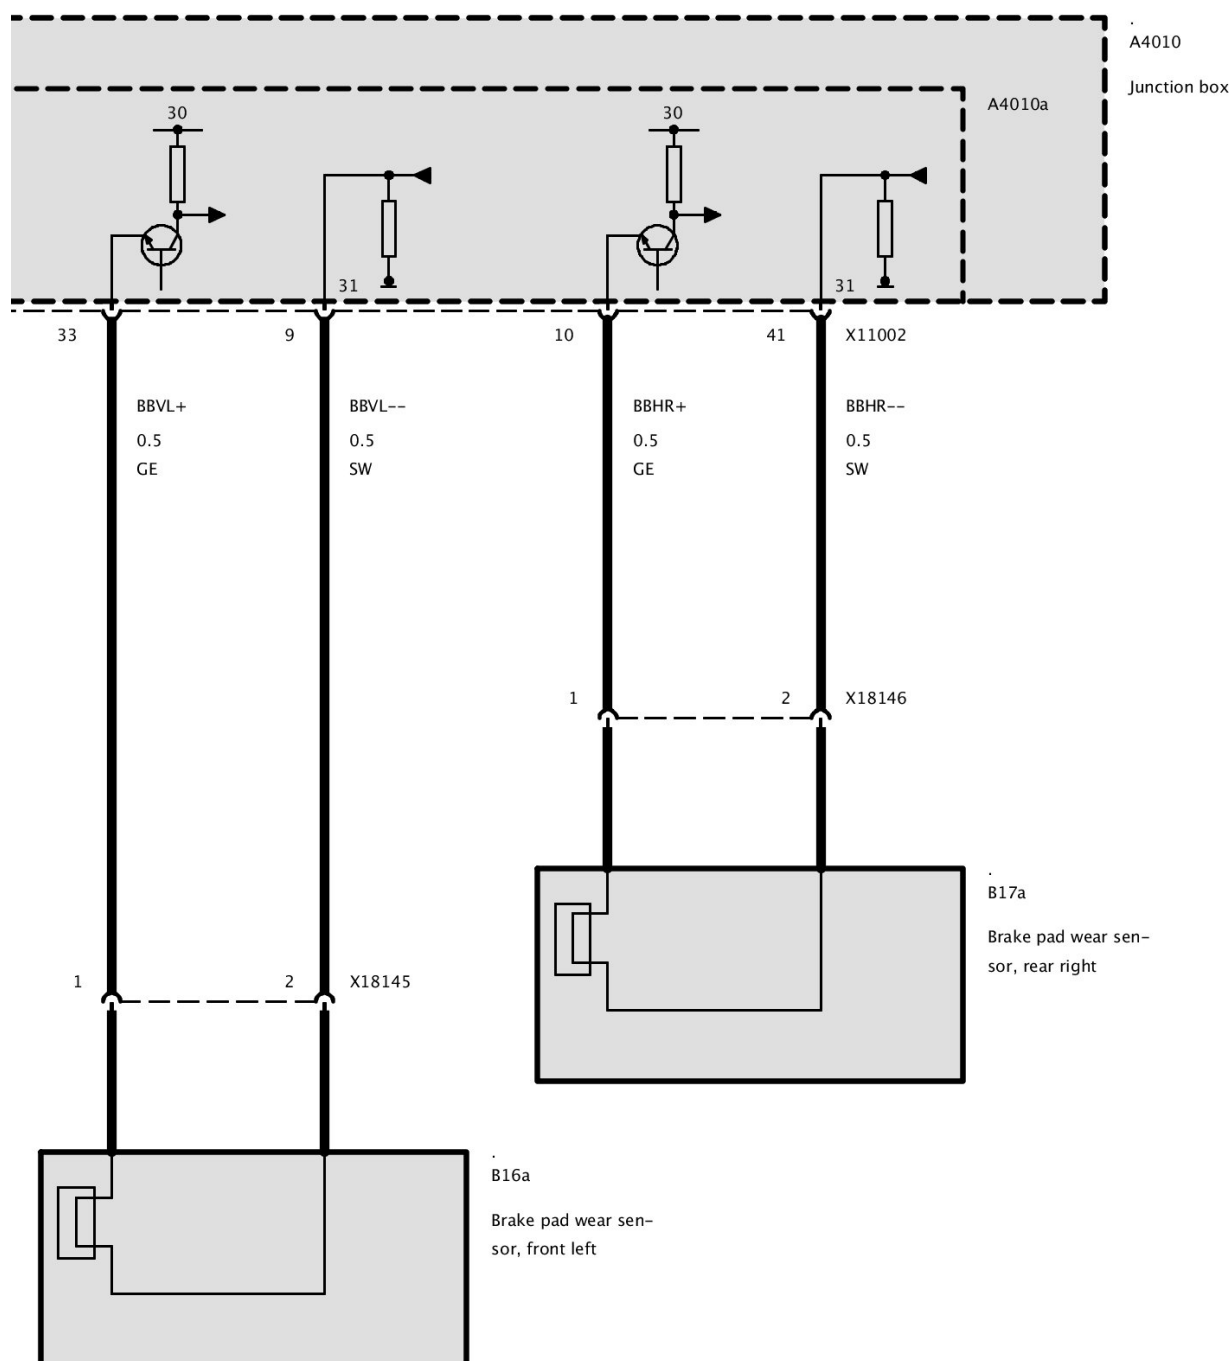 .
A4010
Junction box
A4010a
30
30
31
31
33
9
10
41
X11002
BBVL+
BBVL--
BBHR+
BBHR--
0.5
0.5
0.5
0.5
GE
SW
GE
SW
1
2
X18146
.
B17a
Brake pad wear sen-
sor, rear right
1
2
X18145
.
B16a
Brake pad wear sen-
sor, front left